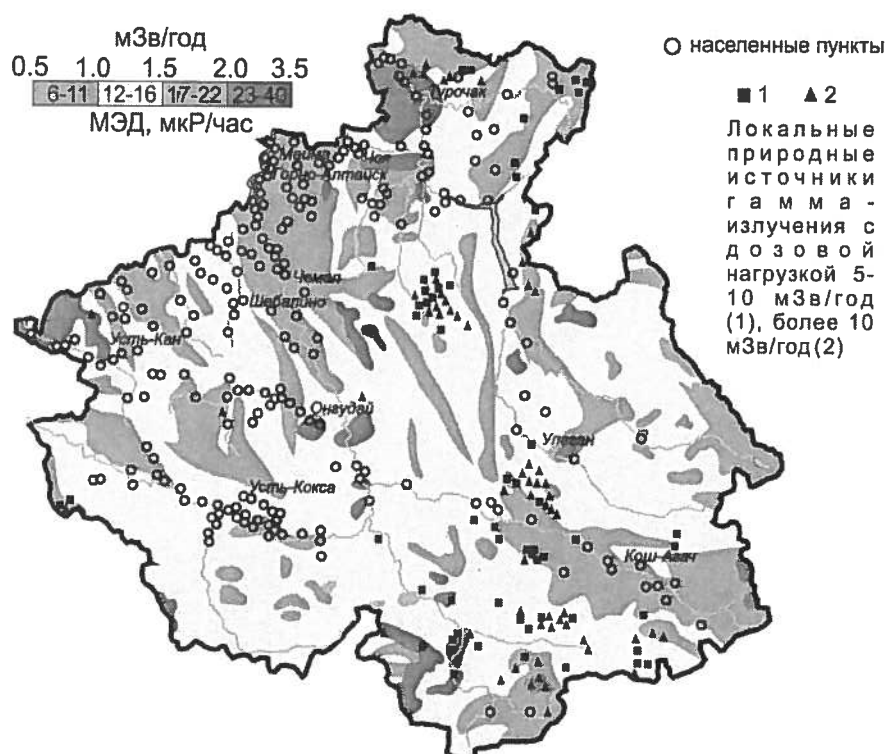 мЗв/год
0.5 1.0 1.5 2.0 3.5
6-11 12-16 17-22 23-40
МЭД, мкР/час
населенные пункты
1 2
Локальные
природные
источники
гамма-
излучения с
дозовой
нагрузкой 5-
10 мЗв/год
(1), более 10
мЗв/год(2)
Турочак
Майма
Чоя
Горно-Алтайск
Чемал
Шебалино
Усть-Кан
Онгудай
Улаган
Усть-Кокса
Кош-Агач